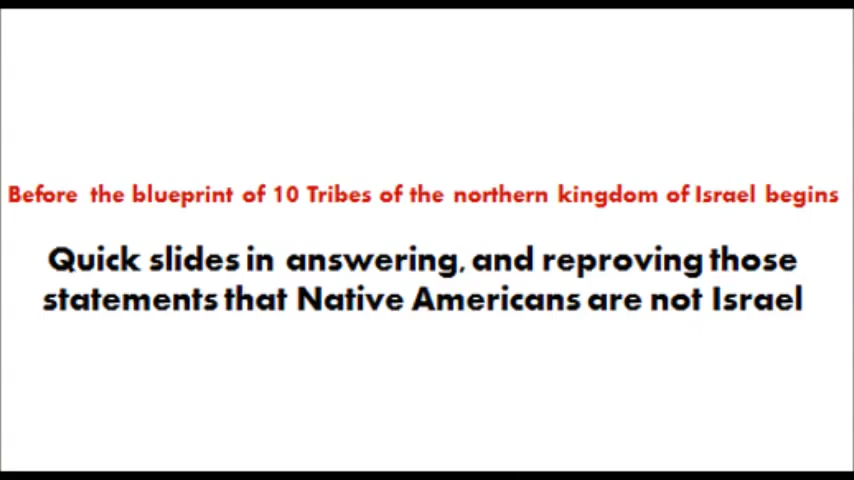 Before the blueprint of 10 Tribes of the northern kingdom of Israel begins
Quick slides in answering, and reproving those
statements that Native Americans are not Israel